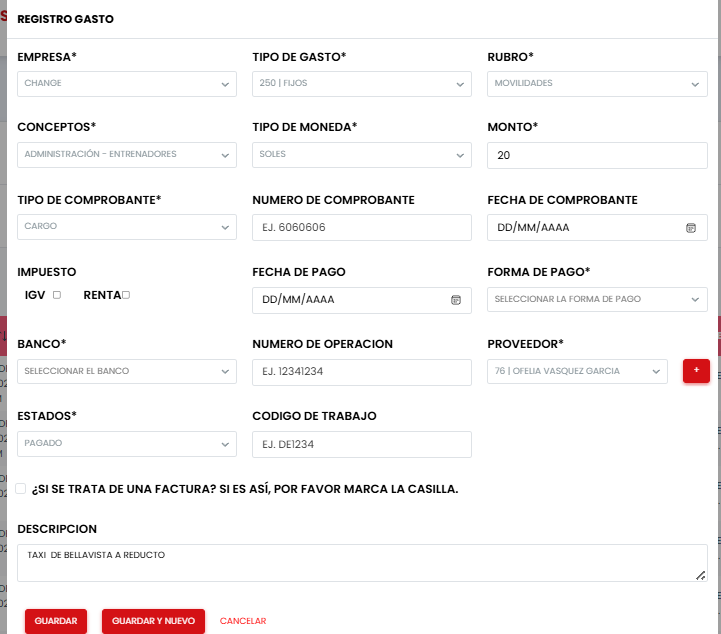 REGISTRO GASTO
EMPRESA* TIPO DE GASTO* RUBRO*
CHANGE 250 | FIJOS MOVILIDADES
CONCEPTOS* TIPO DE MONEDA* MONTO*
ADMINISTRACIÓN - ENTRENADORES SOLES 20
TIPO DE COMPROBANTE* NUMERO DE COMPROBANTE FECHA DE COMPROBANTE
CARGO EJ. 6060606 DD/MM/AAAA
IMPUESTO FECHA DE PAGO FORMA DE PAGO*
IGV RENTA DD/MM/AAAA SELECCIONAR LA FORMA DE PAGO
BANCO* NUMERO DE OPERACION PROVEEDOR*
SELECCIONAR EL BANCO EJ. 12341234 76 | OFELIA VASQUEZ GARCIA +
ESTADOS* CODIGO DE TRABAJO
PAGADO EJ. DE1234
¿SI SE TRATA DE UNA FACTURA? SI ES ASÍ, POR FAVOR MARCA LA CASILLA.
DESCRIPCION
TAXI DE BELLAVISTA A REDUCTO
GUARDAR GUARDAR Y NUEVO CANCELAR